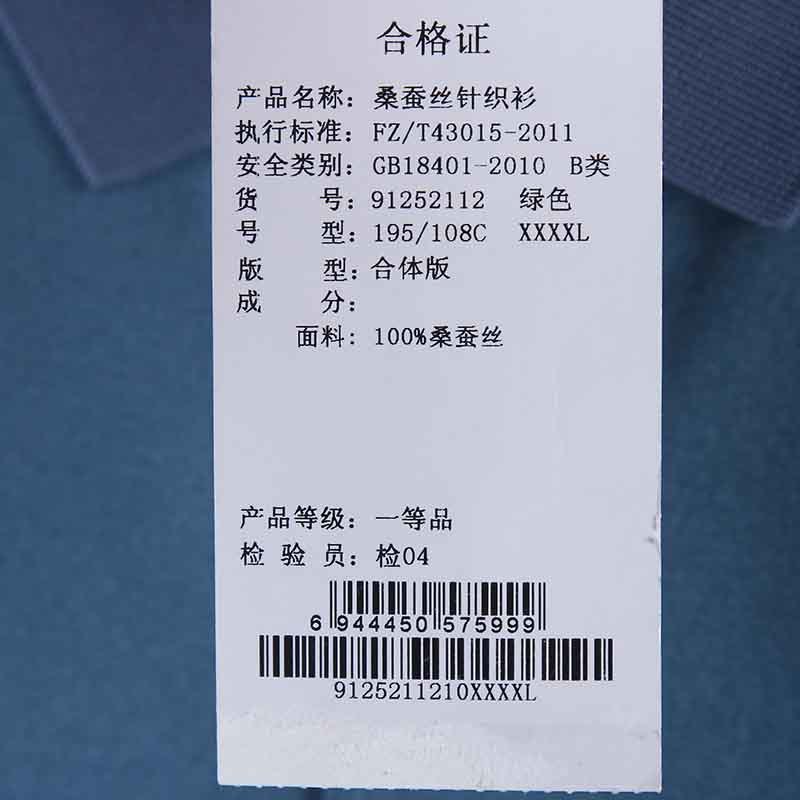 合格证
产品名称：桑蚕丝针织衫
执行标准：FZ/T43015-2011
安全类别：GB18401-2010 B类
货 号：91252112 绿色
号 型：195/108C XXXXL
版 型：合体版
成 分：
面料：100%桑蚕丝
产品等级：一等品
检 验 员：检04
6 944450 575999
9125211210XXXXL